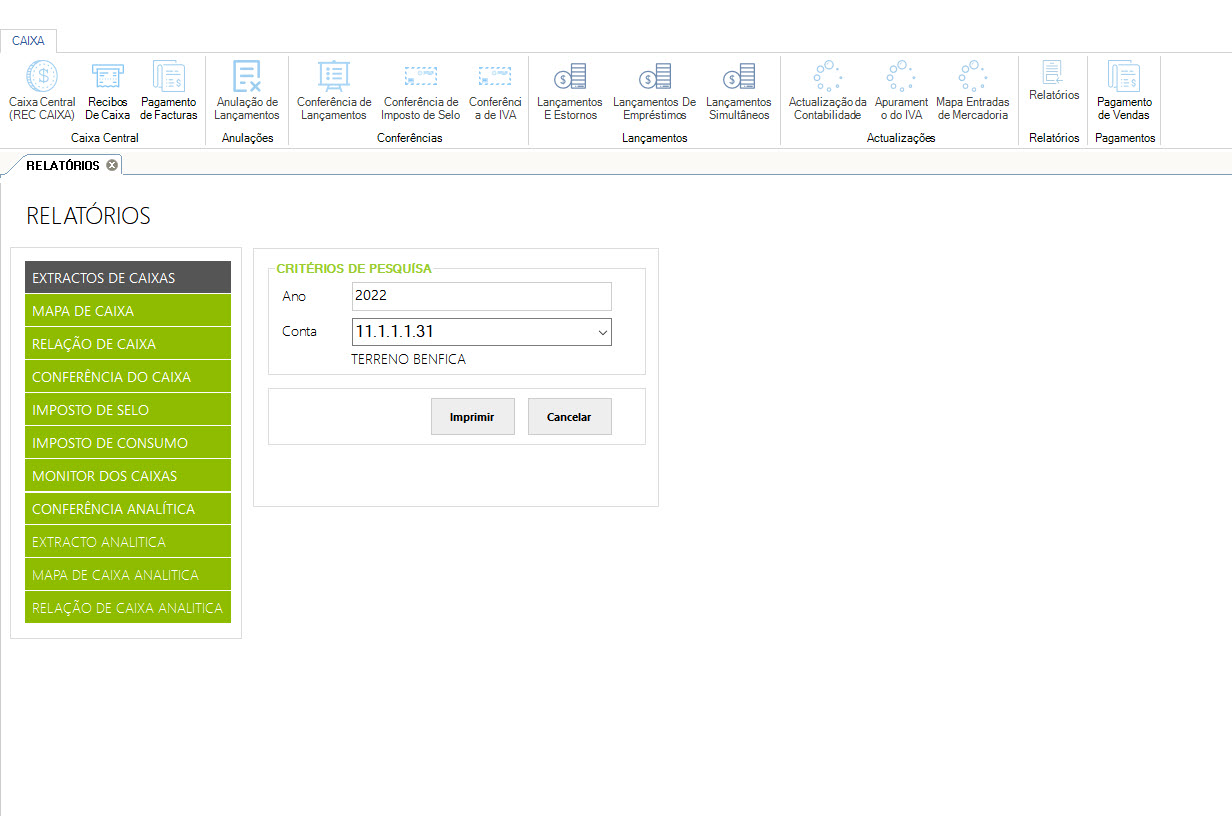 CAIXA
Caixa Central
(REC CAIXA)
Recibos
De Caixa
Pagamento
de Facturas
Caixa Central
Anulação de
Lançamentos
Anulações
Conferência de
Lançamentos
Conferência de
Imposto de Selo
Conferênci
a de IVA
Conferências
Lançamentos
E Estornos
Lançamentos De
Empréstimos
Lançamentos
Simultâneos
Lançamentos
Actualização da
Contabilidade
Apurament
o do IVA
Mapa Entradas
de Mercadoria
Actualizações
Relatórios
Relatórios
Pagamento
de Vendas
Pagamentos
RELATÓRIOS
RELATÓRIOS
EXTRACTOS DE CAIXAS
MAPA DE CAIXA
RELAÇÃO DE CAIXA
CONFERÊNCIA DO CAIXA
IMPOSTO DE SELO
IMPOSTO DE CONSUMO
MONITOR DOS CAIXAS
CONFERÊNCIA ANALÍTICA
EXTRACTO ANALITICA
MAPA DE CAIXA ANALITICA
RELAÇÃO DE CAIXA ANALITICA
CRITÉRIOS DE PESQUÍSA
Ano 2022
Conta 11.1.1.1.31
TERRENO BENFICA
Imprimir Cancelar